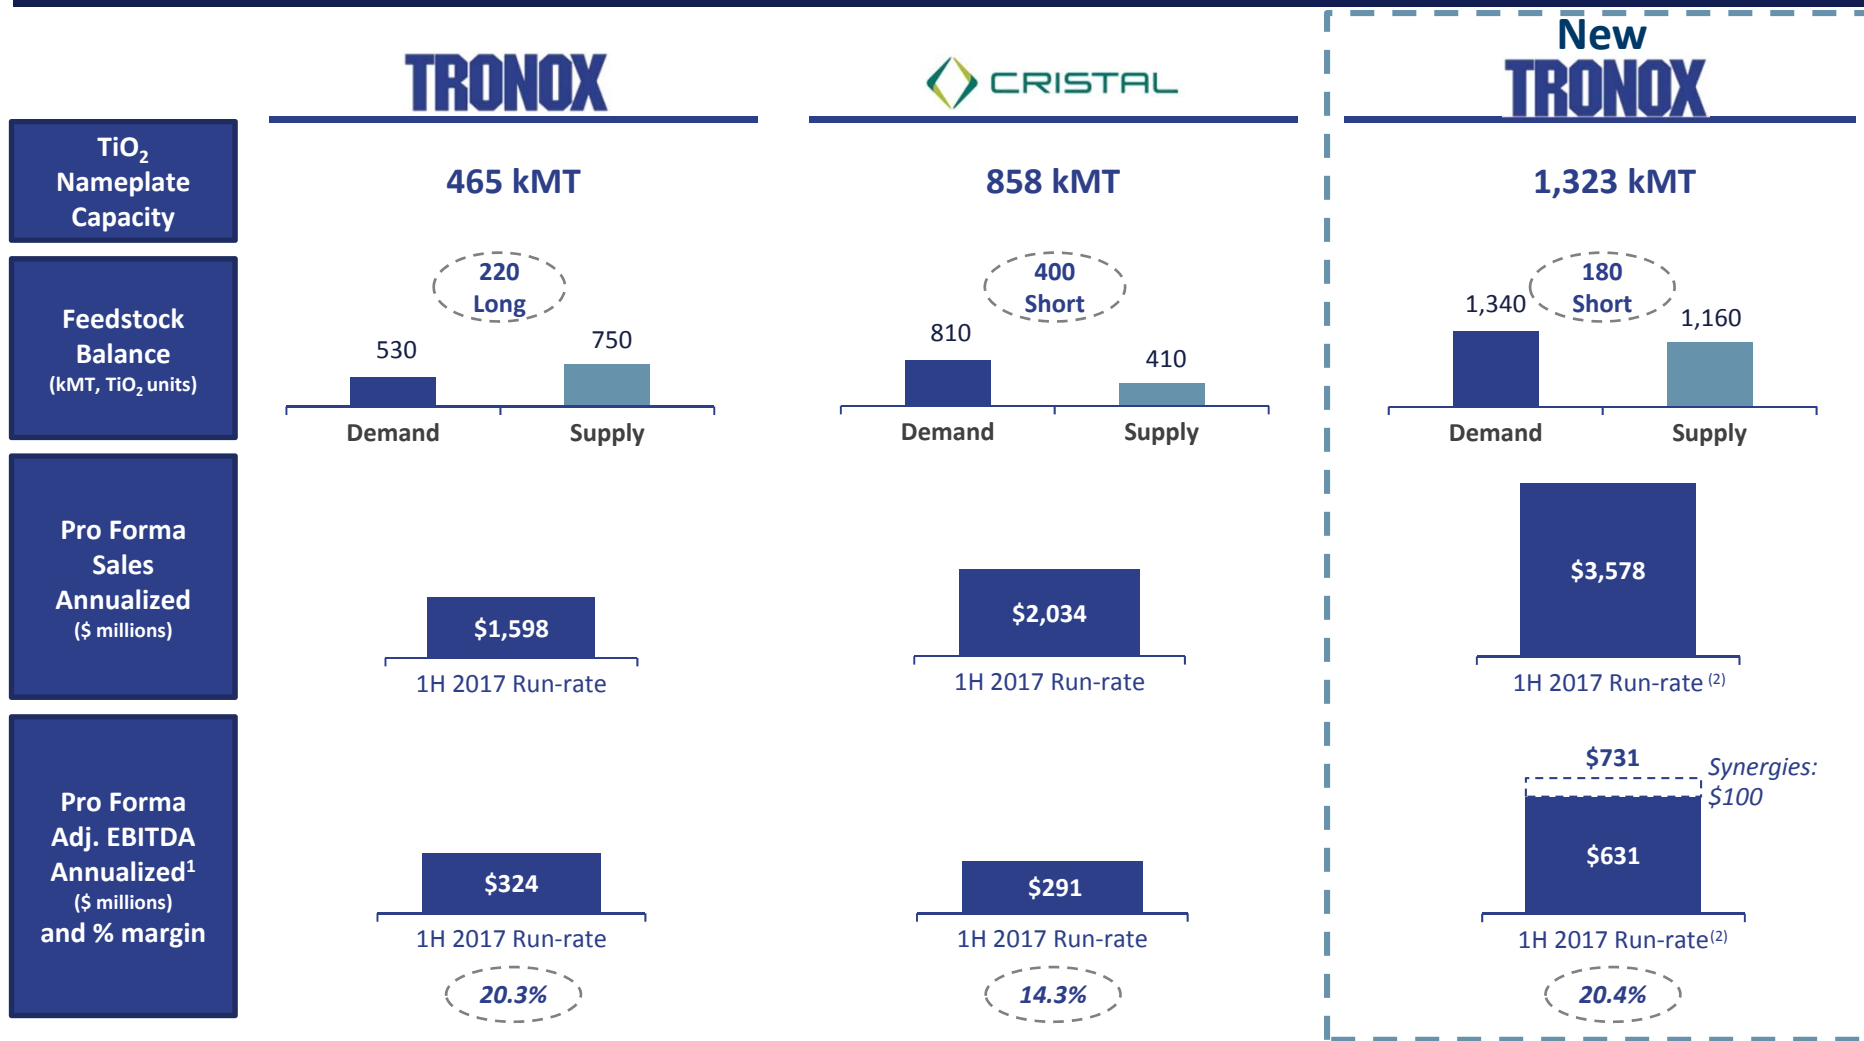 TRONOX
CRISTAL
New
TRONOX
TiO2
Nameplate
Capacity
465 kMT
858 kMT
1,323 kMT
Feedstock
Balance
(kMT, TiO2 units)
220
Long
530
750
Demand
Supply
400
Short
810
410
Demand
Supply
180
Short
1,340
1,160
Demand
Supply
Pro Forma
Sales
Annualized
($ millions)
$1,598
1H 2017 Run-rate
$2,034
1H 2017 Run-rate
$3,578
1H 2017 Run-rate (2)
Pro Forma
Adj. EBITDA
Annualized1
($ millions)
and % margin
$324
1H 2017 Run-rate
20.3%
$291
1H 2017 Run-rate
14.3%
$731
Synergies:
$100
$631
1H 2017 Run-rate(2)
20.4%